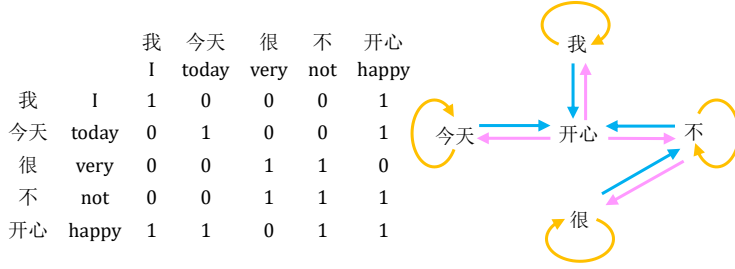 我 今天 很 不 开心
I today very not happy
我 I 1 0 0 0 1
今天 today 0 1 0 0 1
很 very 0 0 1 1 0
不 not 0 0 1 1 1
开心 happy 1 1 0 1 1
我
今天 开心 不
很